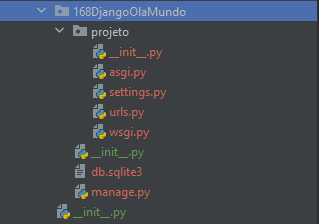 168DjangoOlaMundo
projeto
__init__.py
asgi.py
settings.py
urls.py
wsgi.py
__init__.py
db.sqlite3
manage.py
__init__.py